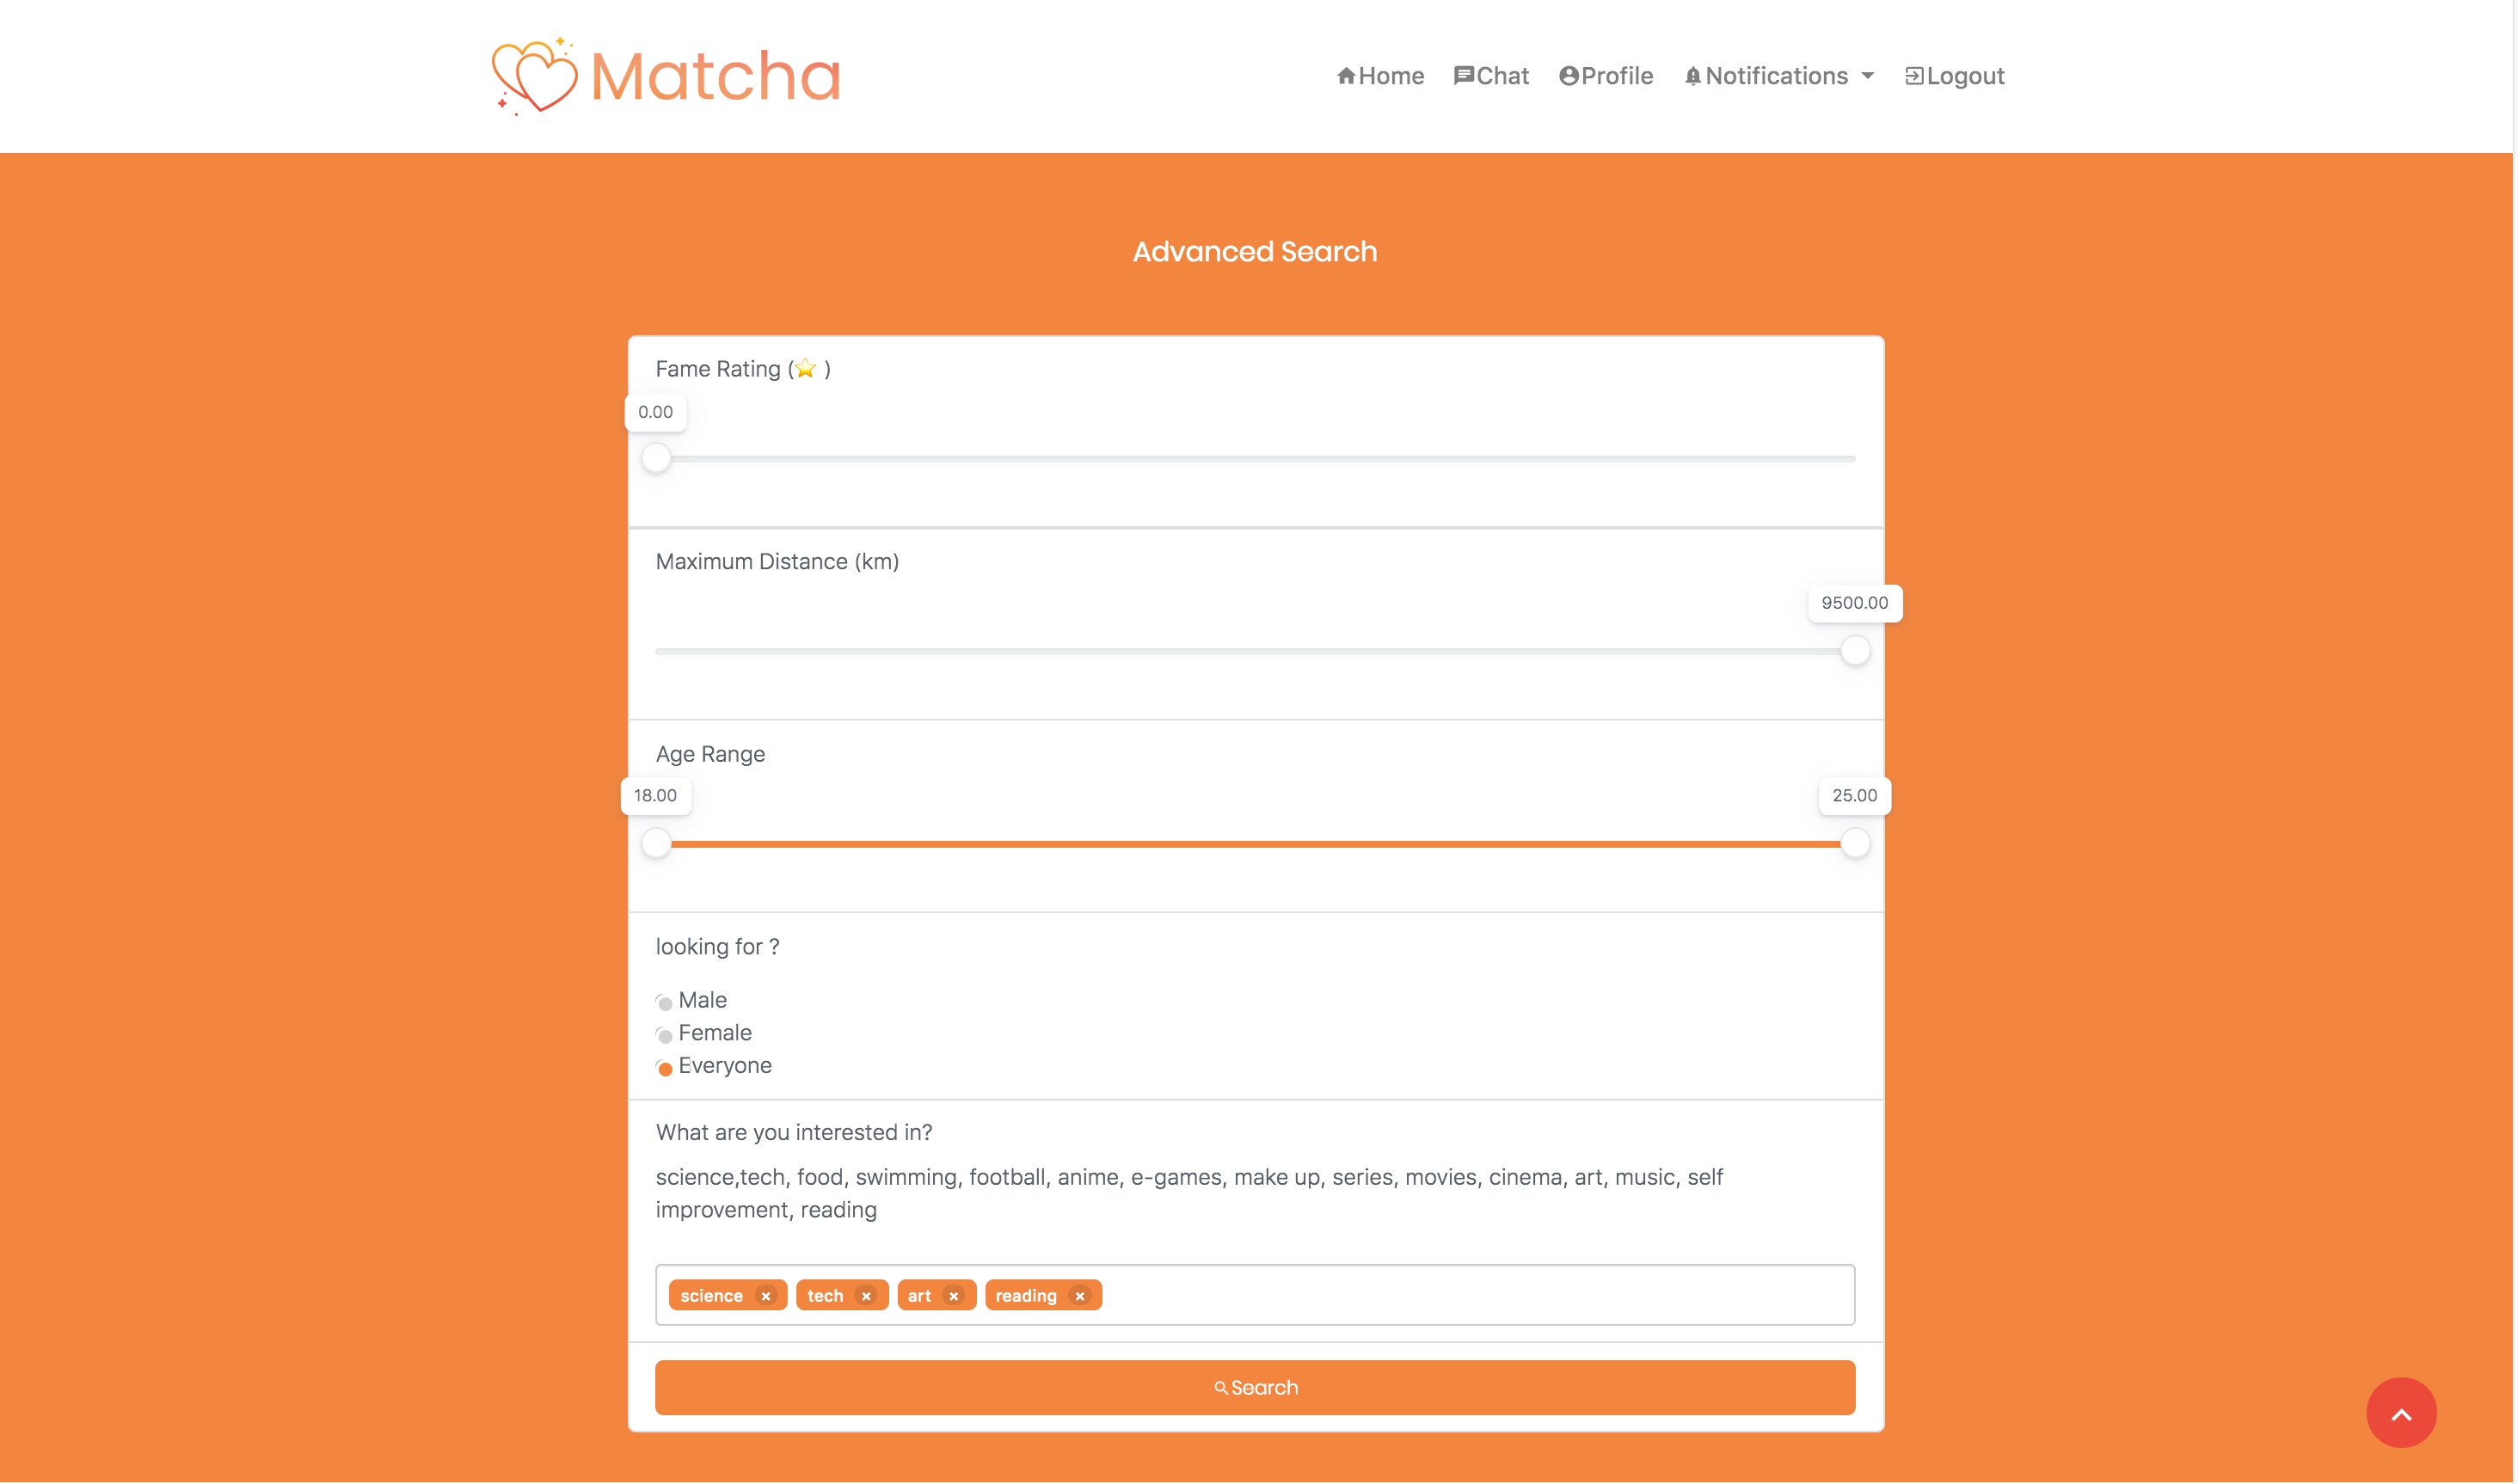 Matcha
Home Chat Profile Notifications Logout
Advanced Search
Fame Rating (⭐ )
0.00
Maximum Distance (km)
9500.00
Age Range
18.00 25.00
looking for ?
Male
Female
Everyone
What are you interested in?
science,tech, food, swimming, football, anime, e-games, make up, series, movies, cinema, art, music, self
improvement, reading
science × tech × art × reading ×
Search